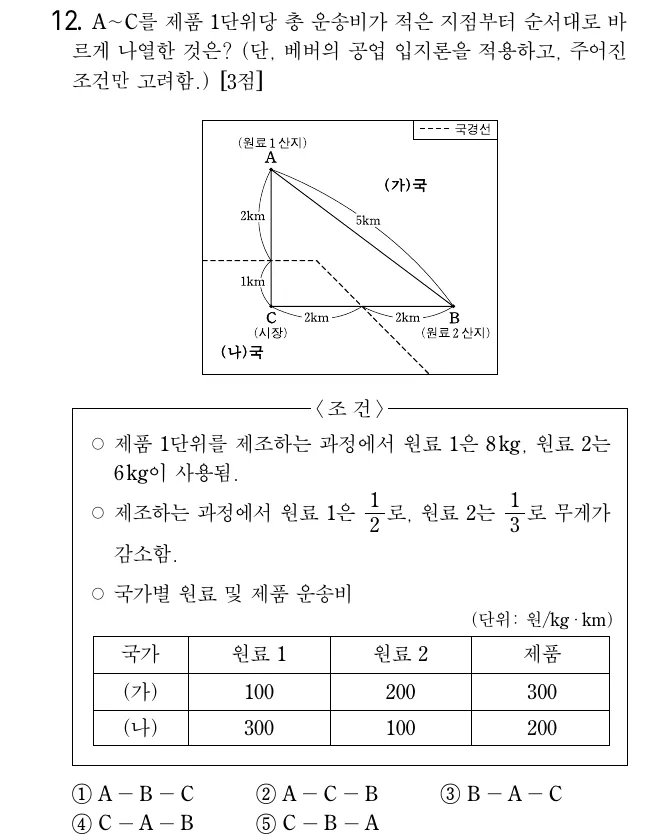 12. A~C를 제품 1단위당 총 운송비가 적은 지점부터 순서대로 바
르게 나열한 것은? (단, 베버의 공업 입지론을 적용하고, 주어진
조건만 고려함.) [3점]
국경선
(원료 1 산지)
A
(가)국
2km
5km
1km
C
2km
2km
B
(시장)
(원료 2 산지)
(나)국
〈조 건〉
○ 제품 1단위를 제조하는 과정에서 원료 1은 8kg, 원료 2는
6kg이 사용됨.
○ 제조하는 과정에서 원료 1은 1/2로, 원료 2는 1/3로 무게가
감소함.
○ 국가별 원료 및 제품 운송비
(단위: 원/kg·km)
국가 원료 1 원료 2 제품
(가) 100 200 300
(나) 300 100 200
① A - B - C ② A - C - B ③ B - A - C
④ C - A - B ⑤ C - B - A